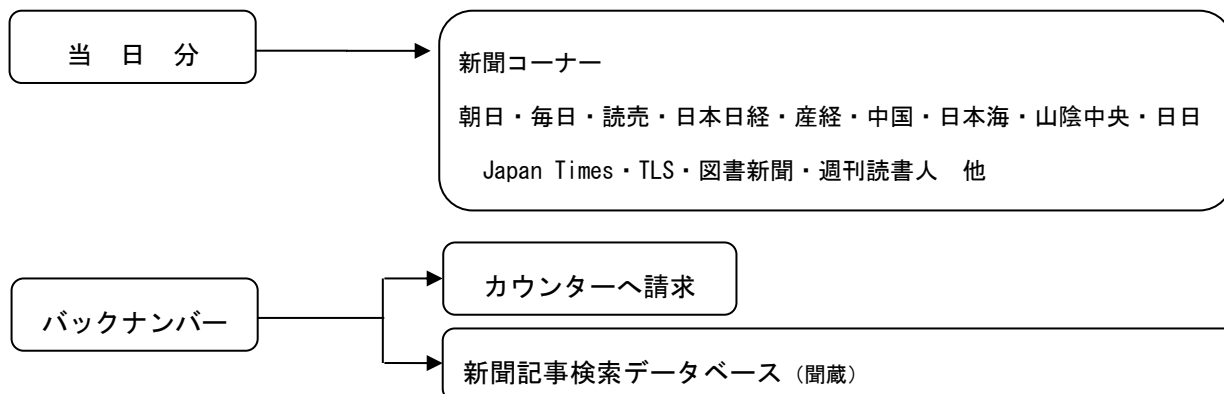 当　日　分
新聞コーナー
朝日・毎日・読売・日本日経・産経・中国・日本海・山陰中央・日日
Japan Times・TLS・図書新聞・週刊読書人　他
バックナンバー
カウンターへ請求
新聞記事検索データベース（聞蔵）